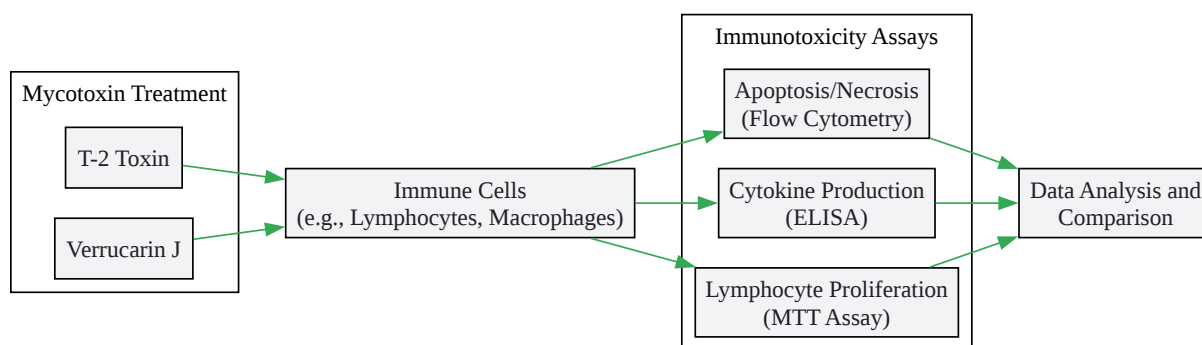 Mycotoxin Treatment
T-2 Toxin
Verrucarin J
Immune Cells
(e.g., Lymphocytes, Macrophages)
Immunotoxicity Assays
Apoptosis/Necrosis
(Flow Cytometry)
Cytokine Production
(ELISA)
Lymphocyte Proliferation
(MTT Assay)
Data Analysis and
Comparison